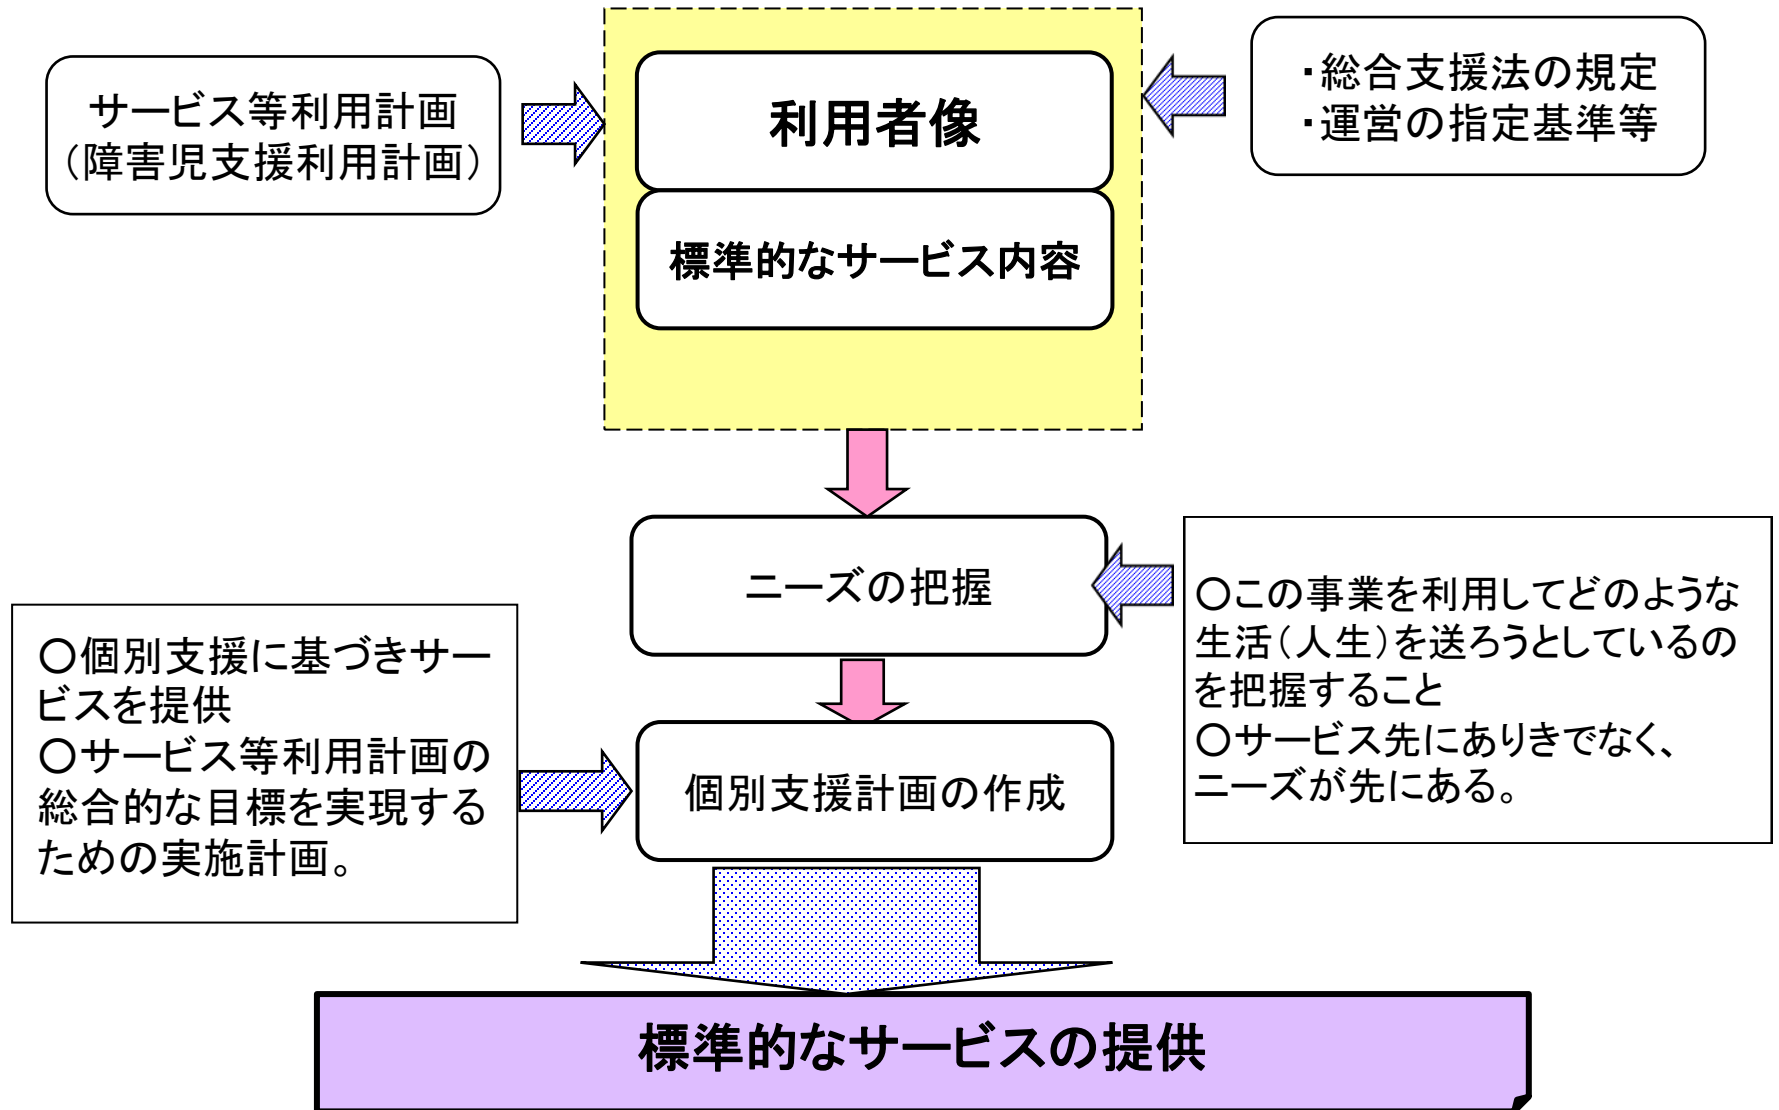 サービス等利用計画
（障害児支援利用計画）
利用者像
標準的なサービス内容
・総合支援法の規定
・運営の指定基準等
ニーズの把握
〇この事業を利用してどのような
生活（人生）を送ろうとしているの
を把握すること
〇サービス先にありきでなく、
ニーズが先にある。
〇個別支援に基づきサー
ビスを提供
〇サービス等利用計画の
総合的な目標を実現する
ための実施計画。
個別支援計画の作成
標準的なサービスの提供